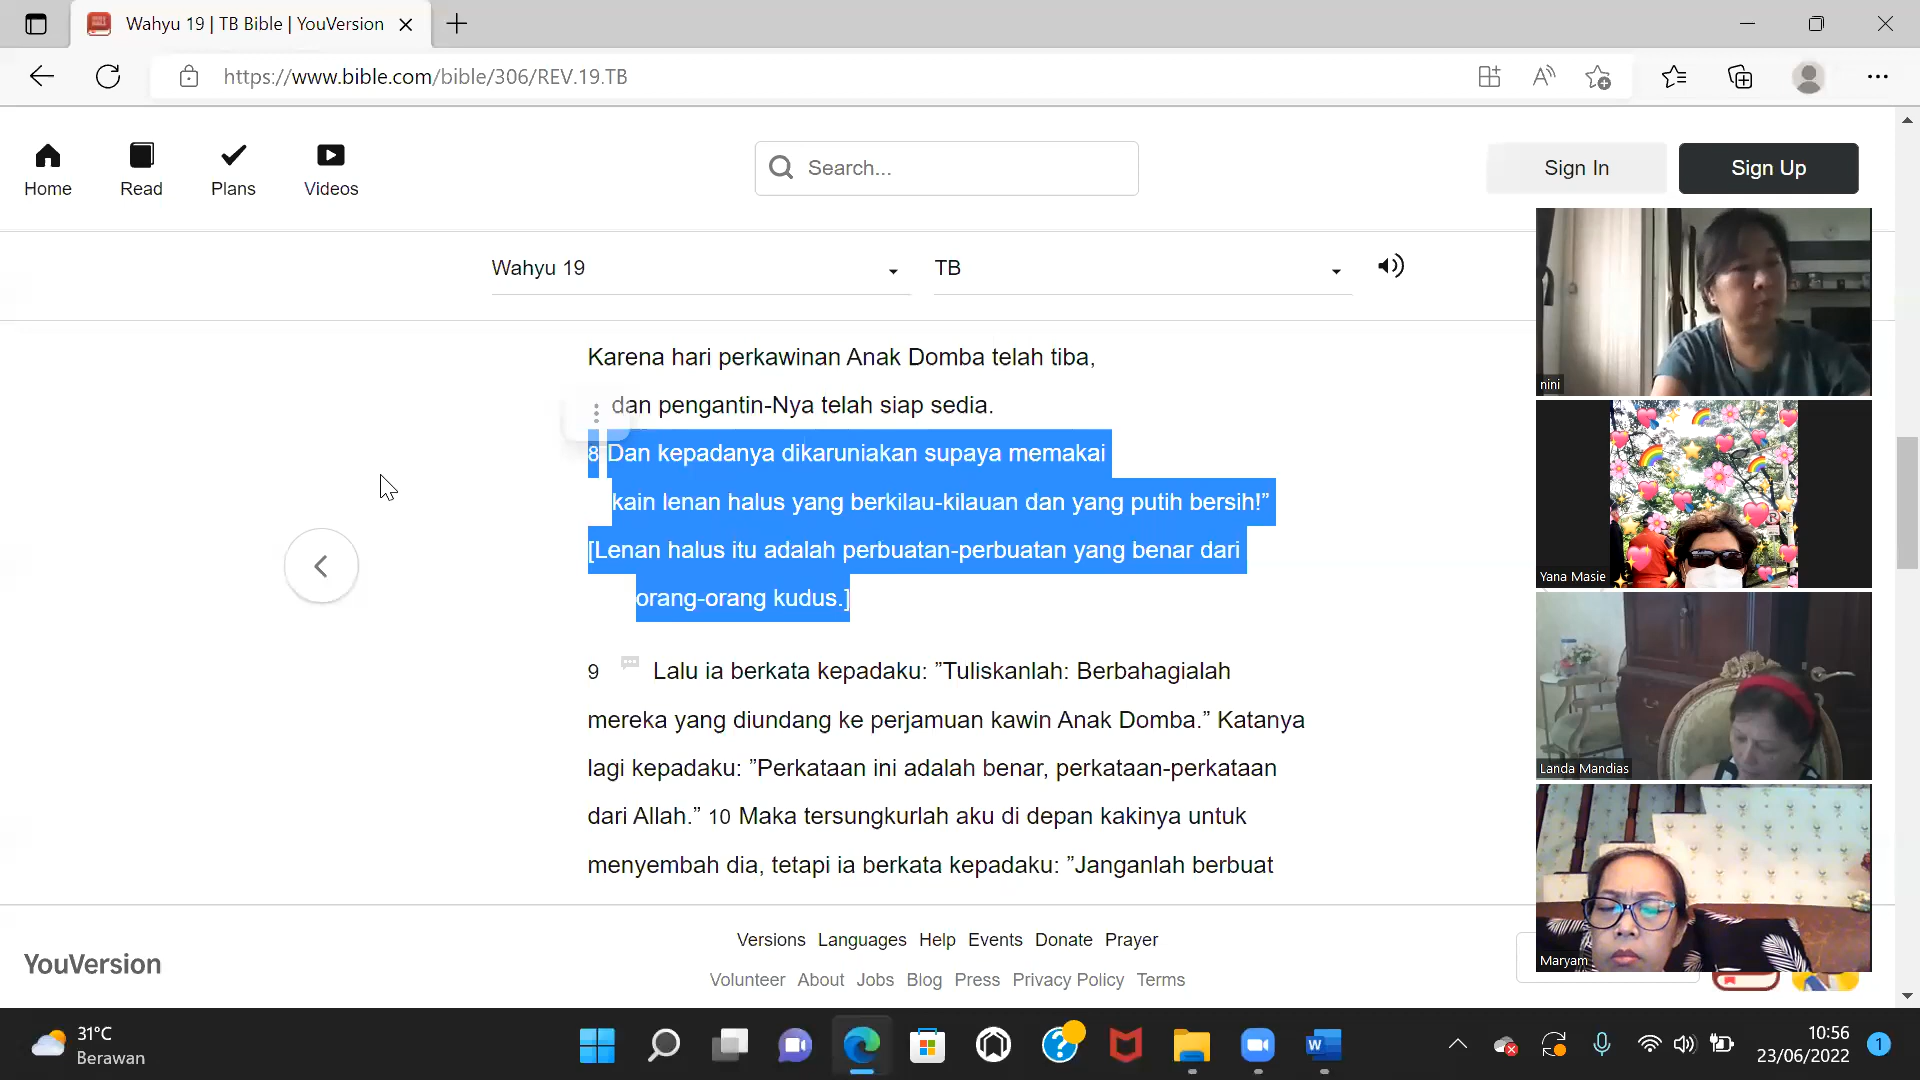 Wahyu 19 | TB Bible | YouVersion
https://www.bible.com/bible/306/REV.19.TB
Home
Read
Plans
Videos
Search...
Sign In
Sign Up
Wahyu 19
TB
Karena hari perkawinan Anak Domba telah tiba,
dan pengantin-Nya telah siap sedia.
8 Dan kepadanya dikaruniakan supaya memakai
kain lenan halus yang berkilau-kilauan dan yang putih bersih!”
[Lenan halus itu adalah perbuatan-perbuatan yang benar dari
orang-orang kudus.]
9 Lalu ia berkata kepadaku: ”Tuliskanlah: Berbahagialah
mereka yang diundang ke perjamuan kawin Anak Domba.” Katanya
lagi kepadaku: ”Perkataan ini adalah benar, perkataan-perkataan
dari Allah.” 10 Maka tersungkurlah aku di depan kakinya untuk
menyembah dia, tetapi ia berkata kepadaku: ”Janganlah berbuat
nini
Yana Masie
Landa Mandias
Maryam
YouVersion
Versions Languages Help Events Donate Prayer
Volunteer About Jobs Blog Press Privacy Policy Terms
31°C
Berawan
10:56
23/06/2022
1